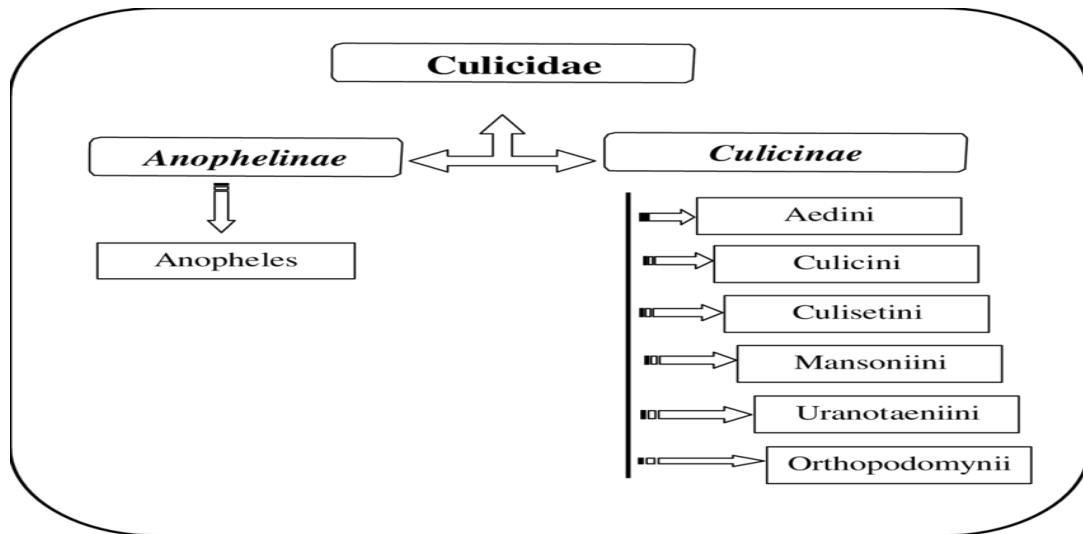 Culicidae
Anophelinae
Culicinae
Anopheles
Aedini
Culicini
Culisetini
Mansoniini
Uranotaeniini
Orthopodomynii